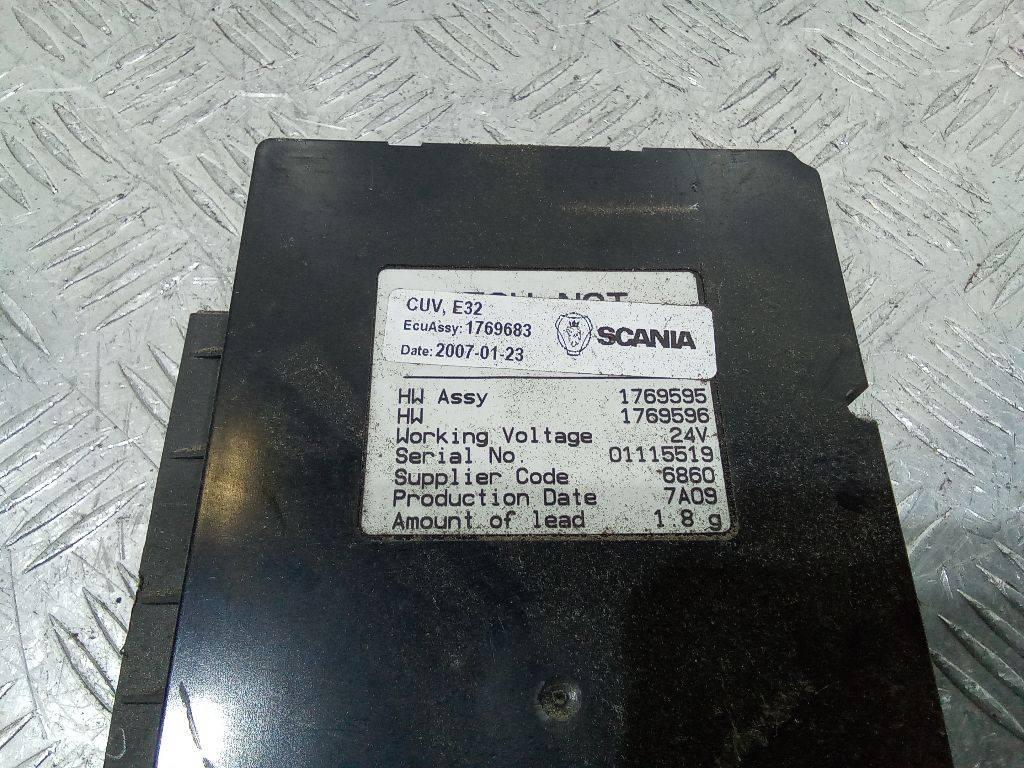 NOT
CUV, E32
EcuAssy: 1769683
Date: 2007-01-23
SCANIA
HW Assy 1769595
HW 1769596
Working Voltage 24V
Serial No. 01115519
Supplier Code 6860
Production Date 7A09
Amount of lead 1.8 g